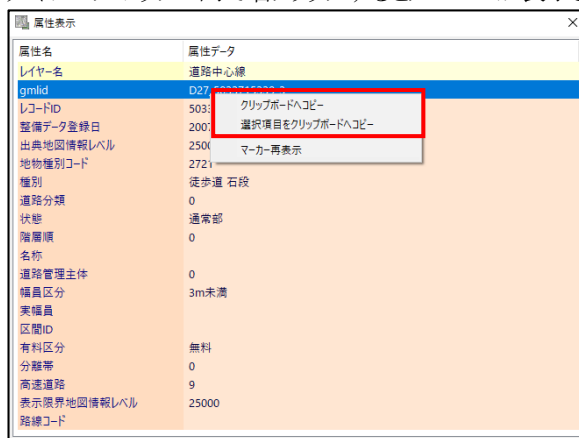 属性表示
属性名 属性データ
レイヤー名 道路中心線
gmlid
レコードID 5033
クリップボードへコピー
整備データ登録日 2007
選択項目をクリップボードへコピー
出典地図情報レベル 2500
マーカー再表示
地物種別コード 2721
種別 徒歩道 石段
道路分類 0
状態 通常部
階層順 0
名称
道路管理主体 0
幅員区分 3m未満
実幅員
区間ID
有料区分 無料
分離帯 0
高速道路 9
表示限界地図情報レベル 25000
路線コード